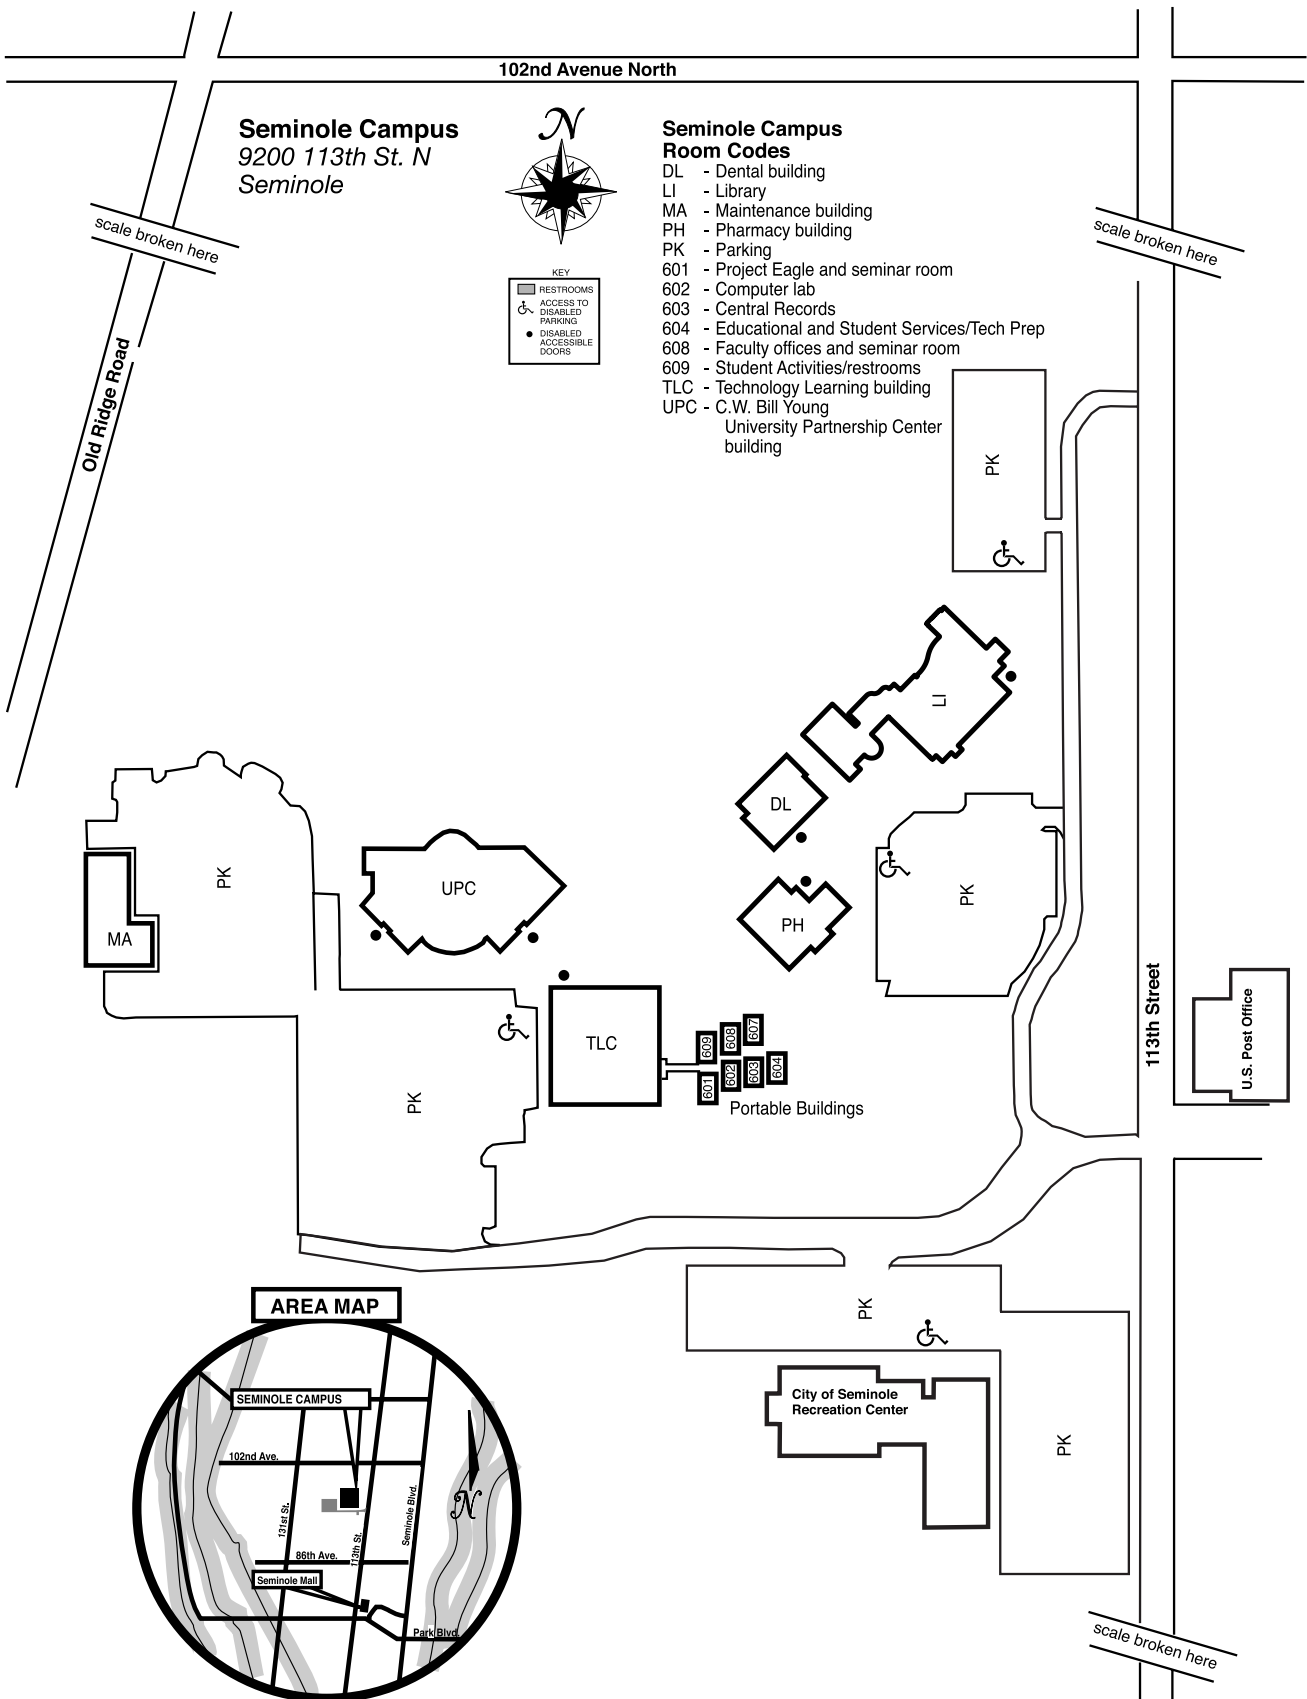 102nd Avenue North
Seminole Campus
9200 113th St. N
Seminole
N
Seminole Campus
Room Codes
DL - Dental building
LI - Library
MA - Maintenance building
PH - Pharmacy building
PK - Parking
601 - Project Eagle and seminar room
602 - Computer lab
603 - Central Records
604 - Educational and Student Services/Tech Prep
608 - Faculty offices and seminar room
609 - Student Activities/restrooms
TLC - Technology Learning building
UPC - C.W. Bill Young
University Partnership Center
building
scale broken here
scale broken here
KEY
RESTROOMS
ACCESS TO
DISABLED
PARKING
DISABLED
ACCESSIBLE
DOORS
Old Ridge Road
PK
LI
DL
PK
UPC
PK
MA
PH
113th Street
U.S. Post Office
TLC
609
608
607
601
602
603
604
Portable Buildings
PK
PK
AREA MAP
City of Seminole
Recreation Center
PK
SEMINOLE CAMPUS
102nd Ave.
131st St.
113th St.
Seminole Blvd.
N
86th Ave.
Seminole Mall
Park Blvd.
scale broken here